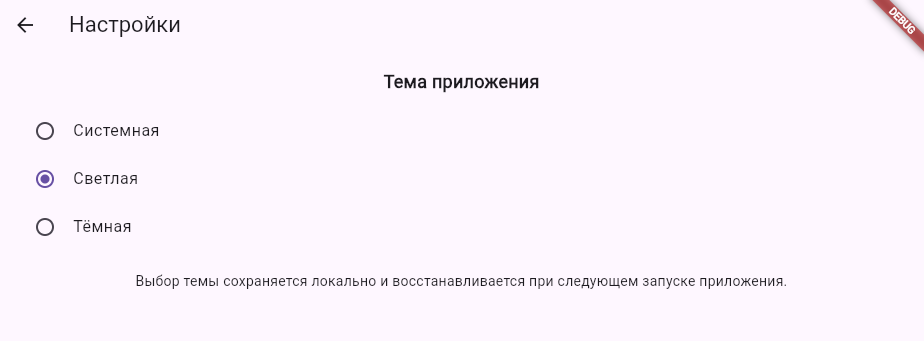 Настройки
DEBUG
Тема приложения
Системная
Светлая
Тёмная
Выбор темы сохраняется локально и восстанавливается при следующем запуске приложения.